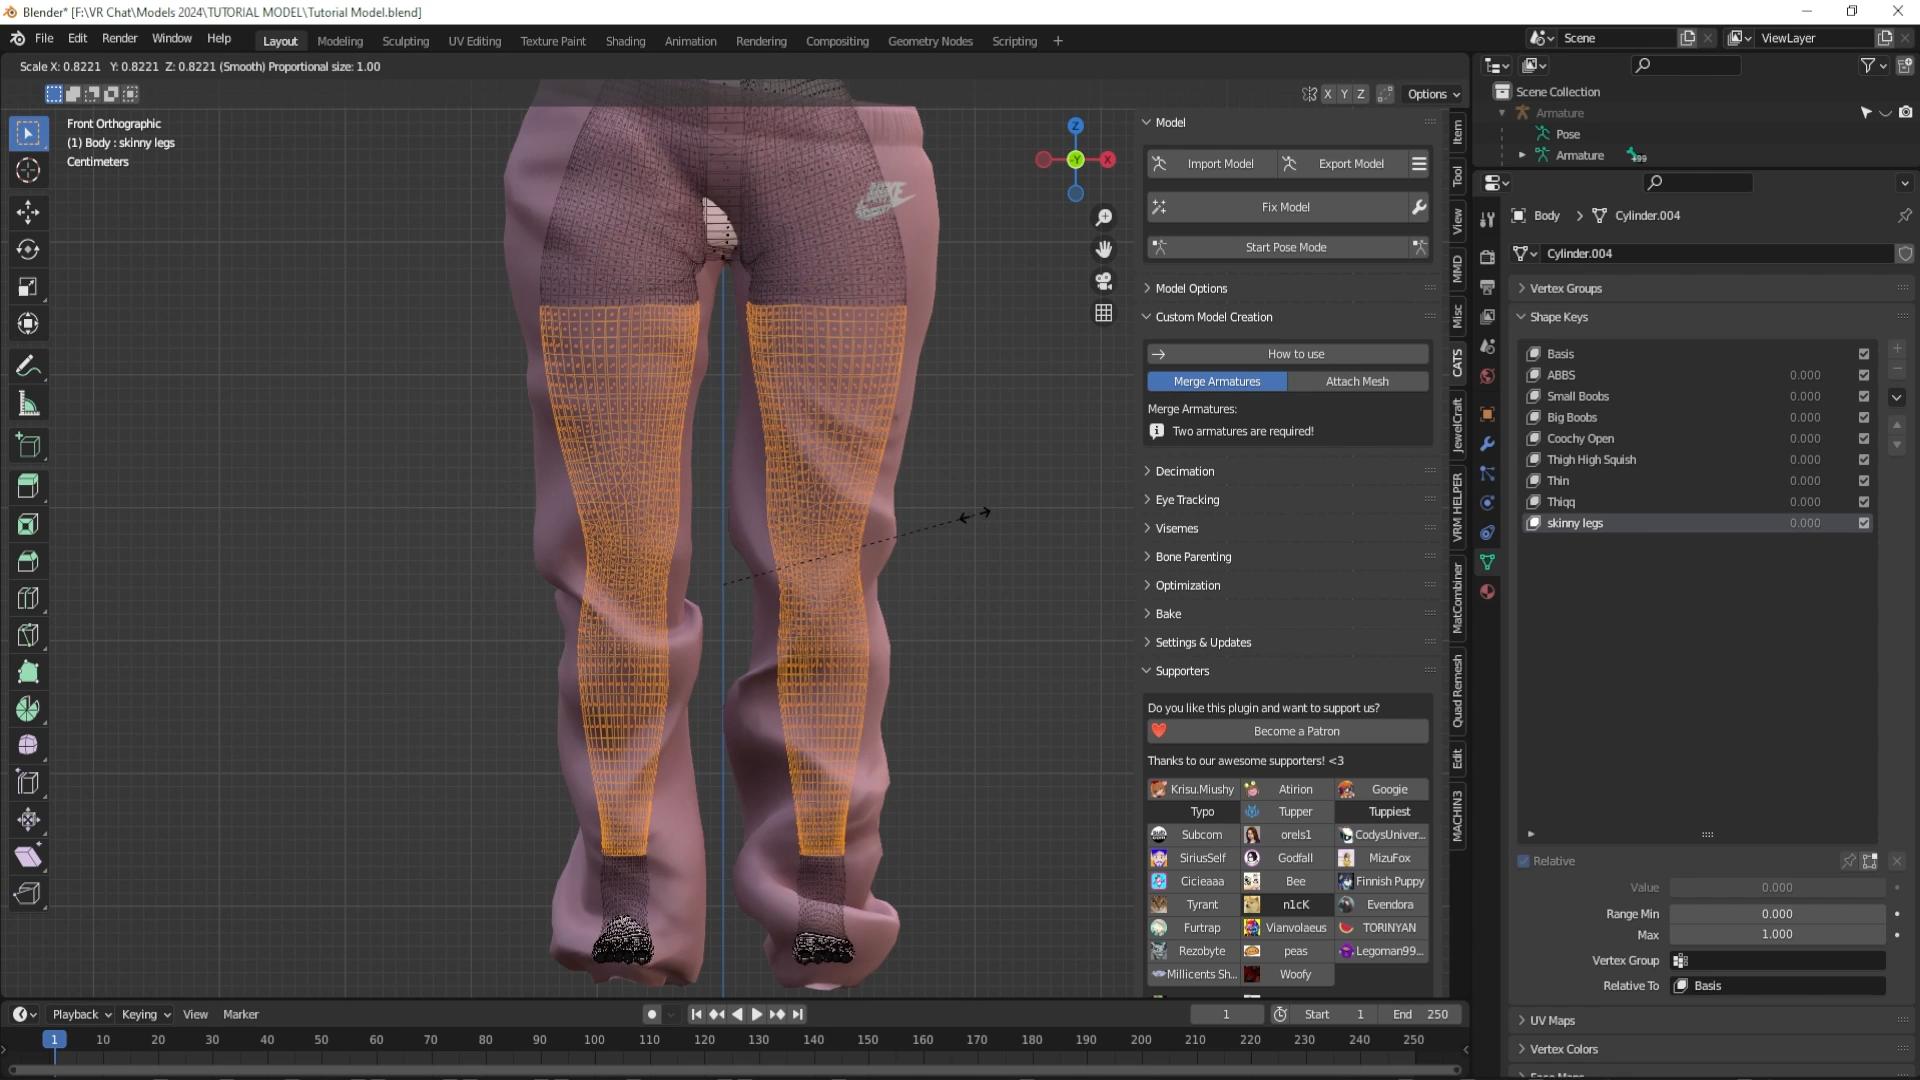 Blender* [F:\VR Chat\Models 2024\TUTORIAL MODEL\Tutorial Model.blend]
File Edit Render Window Help Layout Modeling Sculpting UV Editing Texture Paint Shading Animation Rendering Compositing Geometry Nodes Scripting + Scene ViewLayer
Scale X: 0.8221 Y: 0.8221 Z: 0.8221 (Smooth) Proportional size: 1.00
X Y Z Options
Front Orthographic
(1) Body : skinny legs
Centimeters
Z
-Y X
NIKE
Model
Import Model Export Model
Fix Model
Start Pose Mode
Model Options
Custom Model Creation
How to use
Merge Armatures Attach Mesh
Merge Armatures:
Two armatures are required!
Decimation
Eye Tracking
Visemes
Bone Parenting
Optimization
Bake
Settings & Updates
Supporters
Do you like this plugin and want to support us?
Become a Patron
Thanks to our awesome supporters! <3
Krisu.Miushy Atirion Googie
Typo Tupper Tuppiest
Subcom orels1 CodysUniver...
SiriusSelf Godfall MizuFox
Cicieaaa Bee Finnish Puppy
Tyrant n1cK Evendora
Furtrap Vianvolaeus TORINYAN
Rezobyte peas Legoman99...
Millicents Sh... Woofy
Item
Tool
View
MMD
Misc
CATS
JewelCraft
VRM HELPER
MatCombiner
Quad Remesh
Edit
MACHIN3
Scene Collection
Armature
Pose
Armature 499
Body > Cylinder.004
Cylinder.004
Vertex Groups
Shape Keys
Basis
ABBS 0.000
Small Boobs 0.000
Big Boobs 0.000
Coochy Open 0.000
Thigh High Squish 0.000
Thin 0.000
Thiqq 0.000
skinny legs 0.000
Relative
Value 0.000
Range Min 0.000
Max 1.000
Vertex Group
Relative To Basis
UV Maps
Vertex Colors
Playback Keying View Marker 1 Start 1 End 250
1 10 20 30 40 50 60 70 80 90 100 110 120 130 140 150 160 170 180 190 200 210 220 230 240 250